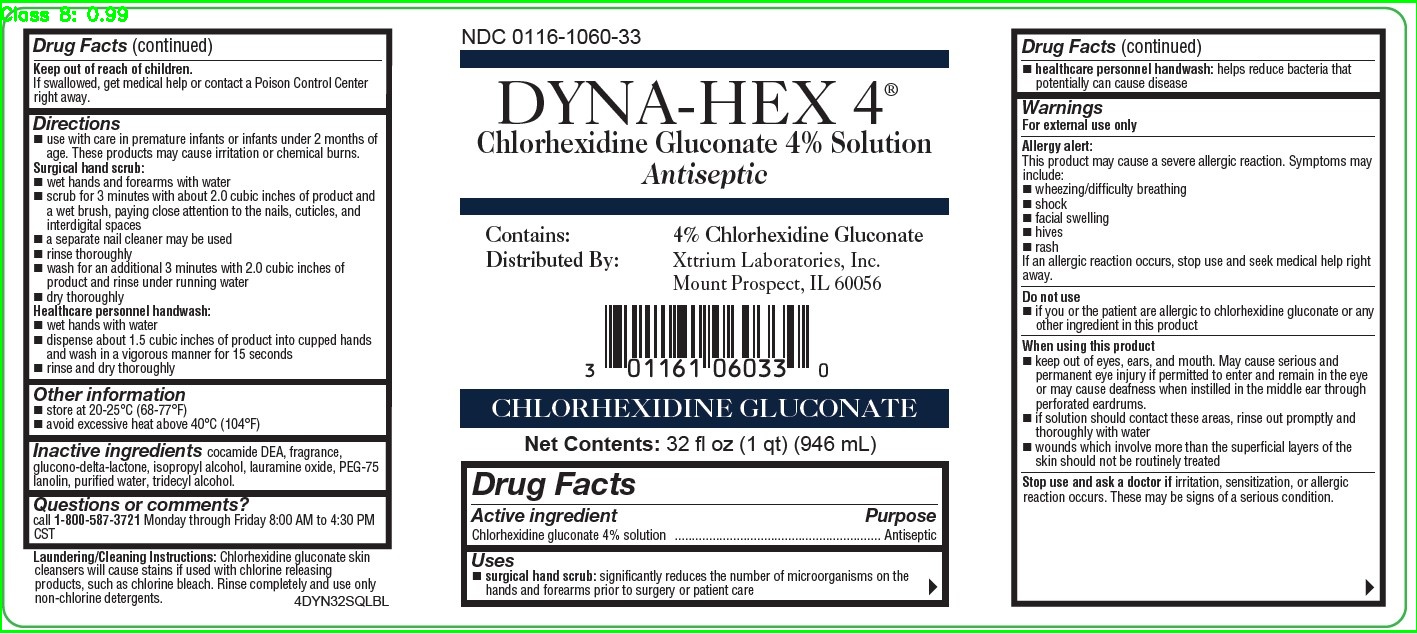 Class 8: 0.99
Drug Facts (continued)
Keep out of reach of children.
If swallowed, get medical help or contact a Poison Control Center
right away.
Directions
■ use with care in premature infants or infants under 2 months of
age. These products may cause irritation or chemical burns.
Surgical hand scrub:
■ wet hands and forearms with water
■ scrub for 3 minutes with about 2.0 cubic inches of product and
a wet brush, paying close attention to the nails, cuticles, and
interdigital spaces
■ a separate nail cleaner may be used
■ rinse thoroughly
■ wash for an additional 3 minutes with 2.0 cubic inches of
product and rinse under running water
■ dry thoroughly
Healthcare personnel handwash:
■ wet hands with water
■ dispense about 1.5 cubic inches of product into cupped hands
and wash in a vigorous manner for 15 seconds
■ rinse and dry thoroughly
Other information
■ store at 20-25°C (68-77°F)
■ avoid excessive heat above 40°C (104°F)
Inactive ingredients cocamide DEA, fragrance,
glucono-delta-lactone, isopropyl alcohol, lauramine oxide, PEG-75
lanolin, purified water, tridecyl alcohol.
Questions or comments?
call 1-800-587-3721 Monday through Friday 8:00 AM to 4:30 PM
CST
Laundering/Cleaning Instructions: Chlorhexidine gluconate skin
cleansers will cause stains if used with chlorine releasing
products, such as chlorine bleach. Rinse completely and use only
non-chlorine detergents.
4DYN32SQLBL
NDC 0116-1060-33
DYNA-HEX 4®
Chlorhexidine Gluconate 4% Solution
Antiseptic
Contains: 4% Chlorhexidine Gluconate
Distributed By: Xttrium Laboratories, Inc.
Mount Prospect, IL 60056
3 01161 06033 0
CHLORHEXIDINE GLUCONATE
Net Contents: 32 fl oz (1 qt) (946 mL)
Drug Facts
Active ingredient Purpose
Chlorhexidine gluconate 4% solution ............................................................ Antiseptic
Uses
■ surgical hand scrub: significantly reduces the number of microorganisms on the
hands and forearms prior to surgery or patient care
Drug Facts (continued)
■ healthcare personnel handwash: helps reduce bacteria that
potentially can cause disease
Warnings
For external use only
Allergy alert:
This product may cause a severe allergic reaction. Symptoms may
include:
■ wheezing/difficulty breathing
■ shock
■ facial swelling
■ hives
■ rash
If an allergic reaction occurs, stop use and seek medical help right
away.
Do not use
■ if you or the patient are allergic to chlorhexidine gluconate or any
other ingredient in this product
When using this product
■ keep out of eyes, ears, and mouth. May cause serious and
permanent eye injury if permitted to enter and remain in the eye
or may cause deafness when instilled in the middle ear through
perforated eardrums.
■ if solution should contact these areas, rinse out promptly and
thoroughly with water
■ wounds which involve more than the superficial layers of the
skin should not be routinely treated
Stop use and ask a doctor if irritation, sensitization, or allergic
reaction occurs. These may be signs of a serious condition.